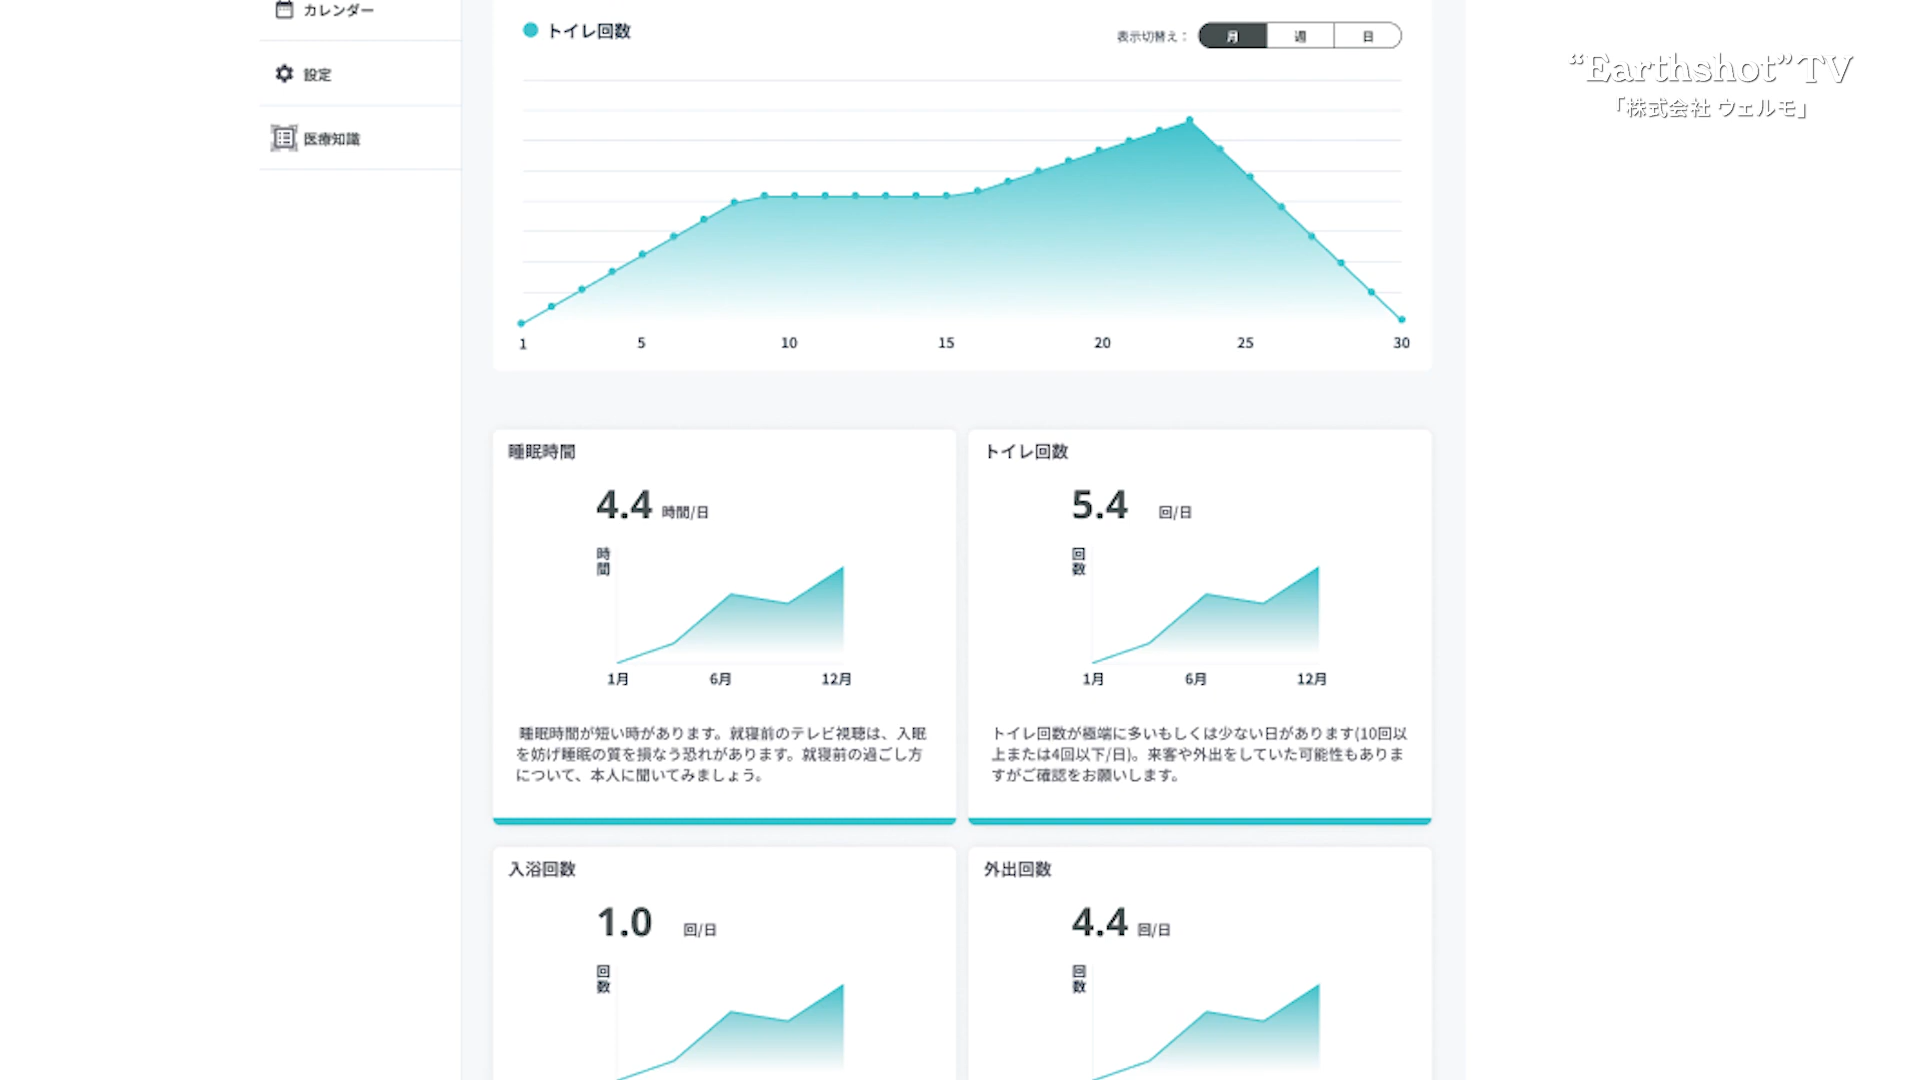 カレンダー
設定
医療知識
トイレ回数
表示切替え：
月
週
日
1
5
10
15
20
25
30
“Earthshot” TV
「株式会社 ウェルモ」
睡眠時間
4.4 時間/日
時間
1月
6月
12月
睡眠時間が短い時があります。就寝前のテレビ視聴は、入眠
を妨げ睡眠の質を損なう恐れがあります。就寝前の過ごし方
について、本人に聞いてみましょう。
トイレ回数
5.4 回/日
回数
1月
6月
12月
トイレ回数が極端に多いもしくは少ない日があります(10回以
上または4回以下/日)。来客や外出をしていた可能性もありま
すがご確認をお願いします。
入浴回数
1.0 回/日
回数
外出回数
4.4 回/日
回数